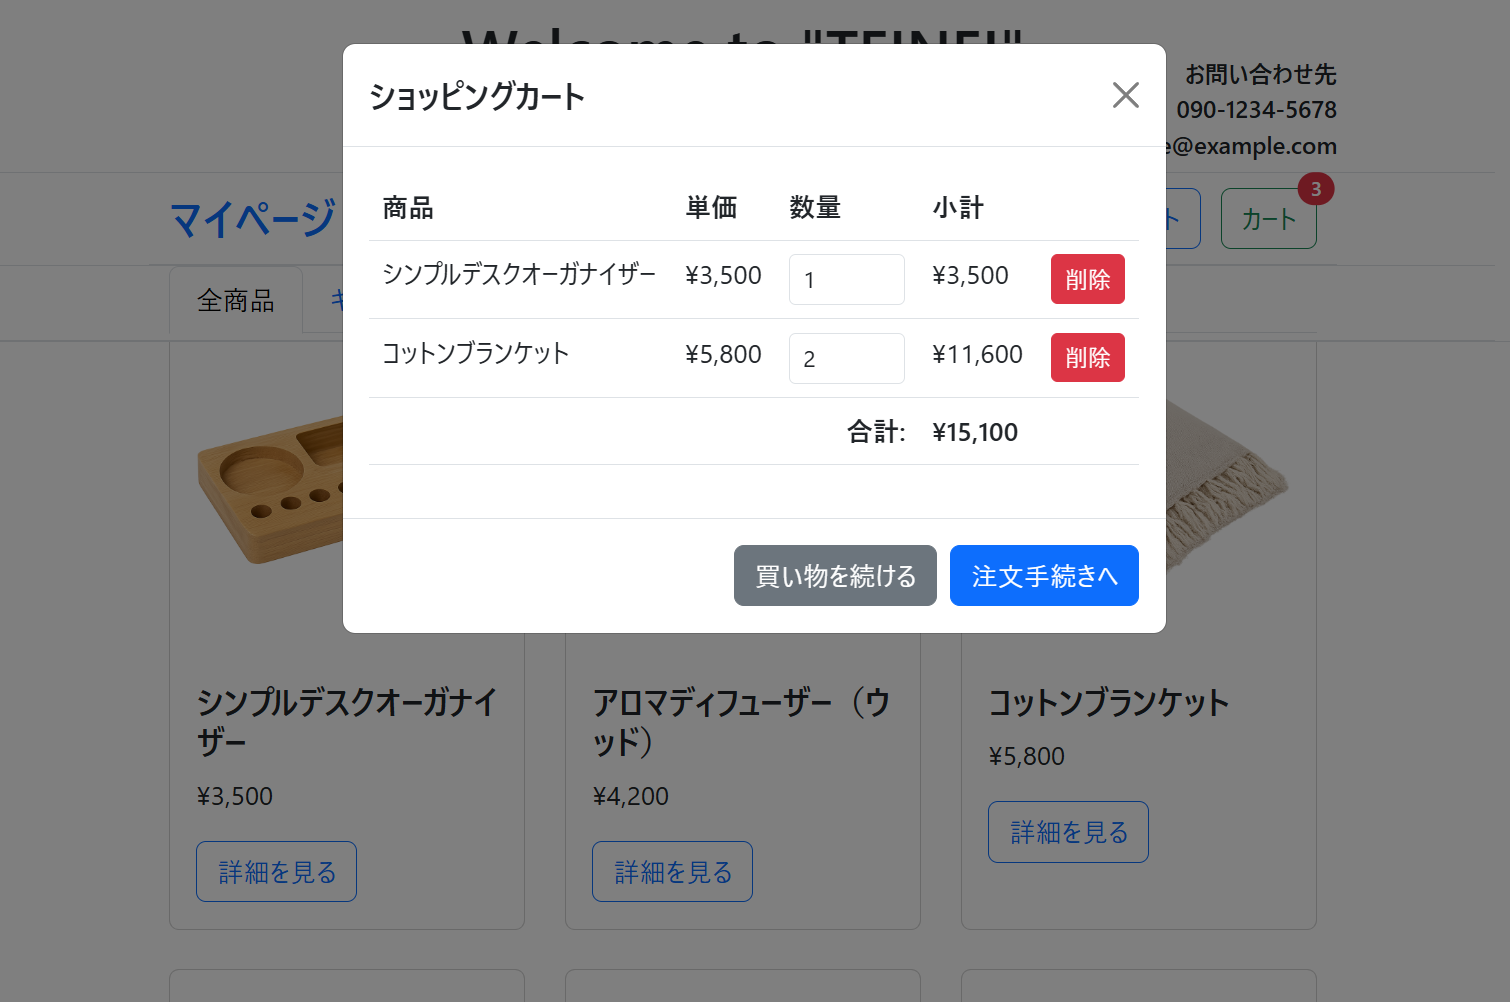 Welcome to "TEINEI"
お問い合わせ先
090-1234-5678
e@example.com
マイページ
ト
カート
3
全商品
キ
ショッピングカート
商品 単価 数量 小計
シンプルデスクオーガナイザー ¥3,500 1 ¥3,500 削除
コットンブランケット ¥5,800 2 ¥11,600 削除
合計: ¥15,100
買い物を続ける 注文手続きへ
シンプルデスクオーガナイ
ザー
¥3,500
詳細を見る
アロマディフューザー（ウ
ッド）
¥4,200
詳細を見る
コットンブランケット
¥5,800
詳細を見る